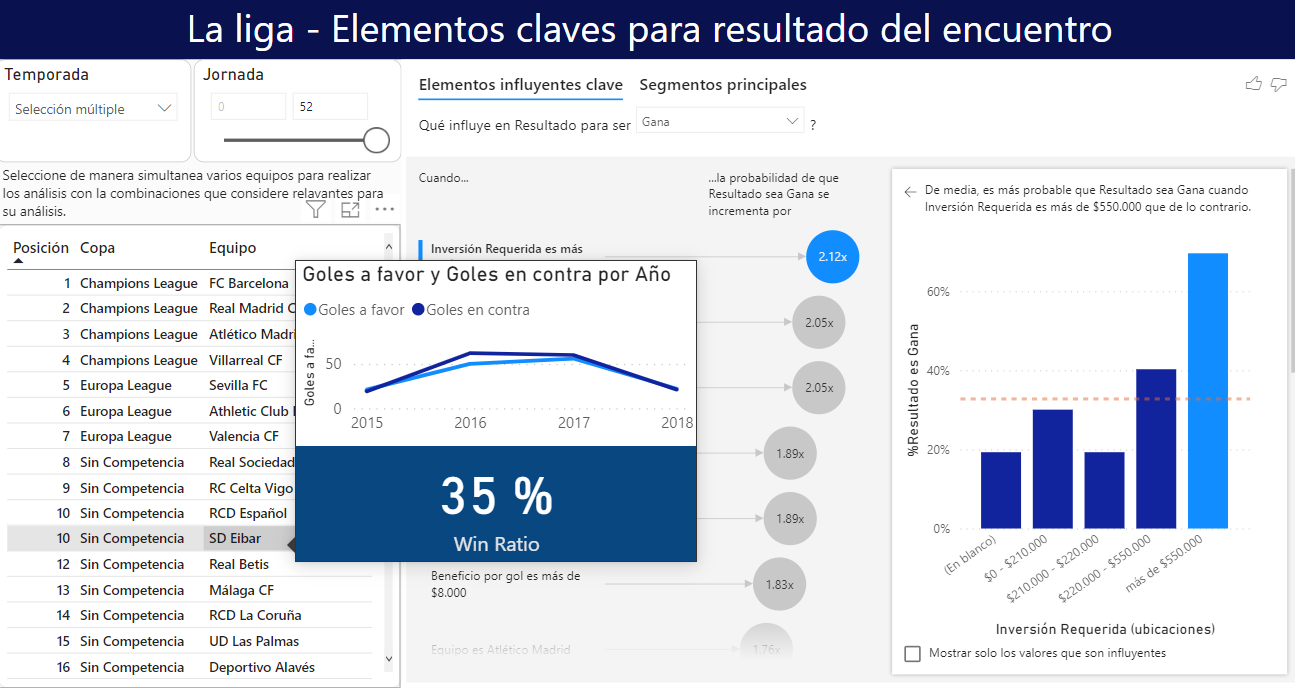 La liga - Elementos claves para resultado del encuentro
Temporada
Selección múltiple
Jornada
0
52
Seleccione de manera simultanea varios equipos para realizar
los análisis con la combinaciones que considere relavantes para
su análisis.
Posición Copa Equipo
1 Champions League FC Barcelona
2 Champions League Real Madrid C
3 Champions League Atlético Madri
4 Champions League Villarreal CF
5 Europa League Sevilla FC
6 Europa League Athletic Club
7 Europa League Valencia CF
8 Sin Competencia Real Sociedad
9 Sin Competencia RC Celta Vigo
10 Sin Competencia RCD Español
10 Sin Competencia SD Eibar
12 Sin Competencia Real Betis
13 Sin Competencia Málaga CF
14 Sin Competencia RCD La Coruña
15 Sin Competencia UD Las Palmas
16 Sin Competencia Deportivo Alavés
Goles a favor y Goles en contra por Año
Goles a favor Goles en contra
Goles a fa...
50
0
2015 2016 2017 2018
35 %
Win Ratio
Elementos influyentes clave Segmentos principales
Qué influye en Resultado para ser Gana ?
Cuando...
...la probabilidad de que
Resultado sea Gana se
incrementa por
Inversión Requerida es más
2.12x
2.05x
2.05x
1.89x
1.89x
Beneficio por gol es más de
$8.000
1.83x
Equipo es Atlético Madrid
1.76x
De media, es más probable que Resultado sea Gana cuando
Inversión Requerida es más de $550.000 que de lo contrario.
%Resultado es Gana
60%
40%
20%
0%
(En blanco)
$0 - $210.000
$210.000 - $220.000
$220.000 - $550.000
más de $550.000
Inversión Requerida (ubicaciones)
Mostrar solo los valores que son influyentes